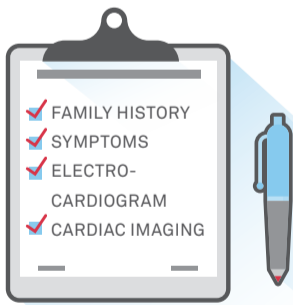 FAMILY HISTORY
SYMPTOMS
ELECTRO-
CARDIOGRAM
CARDIAC IMAGING